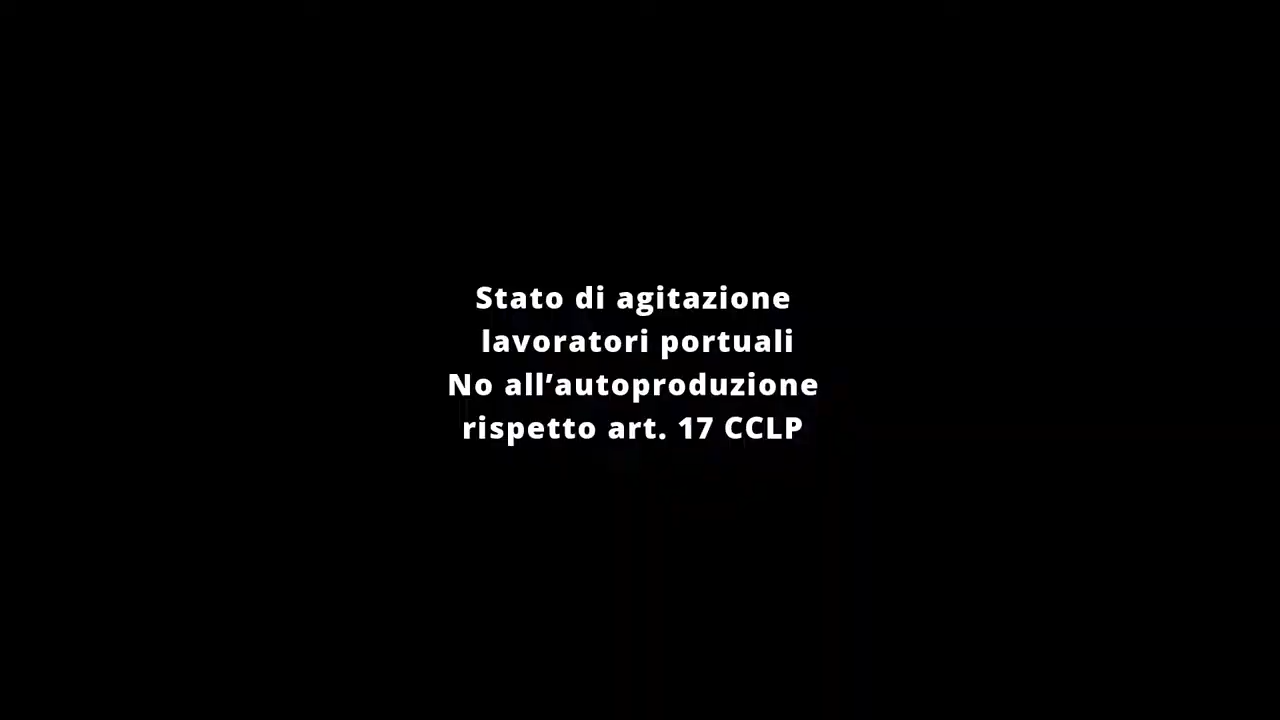 Stato di agitazione
lavoratori portuali
No all’autoproduzione
rispetto art. 17 CCLP